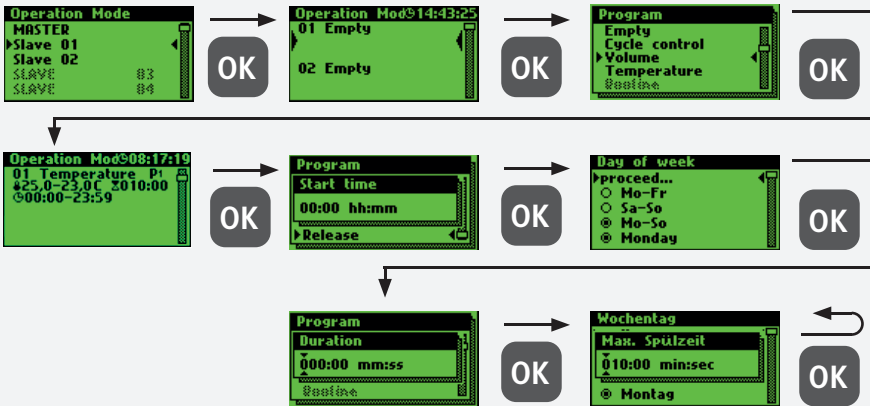 Operation Mode
MASTER
Slave 01
Slave 02
SLAVE 03
SLAVE 04
OK
Operation Mod 14:43:25
01 Empty
02 Empty
OK
Program
Empty
Cycle control
Volume
Temperature
Routine
OK
Operation Mod 08:17:19
01 Temperature P1
25,0-23,0C 010:00
00:00-23:59
OK
Program
Start time
00:00 hh:mm
Release
OK
Day of week
proceed...
Mo-Fr
Sa-So
Mo-So
Monday
OK
Program
Duration
000:00 mm:ss
Routine
OK
Wochentag
Max. Spülzeit
010:00 min:sec
Montag
OK